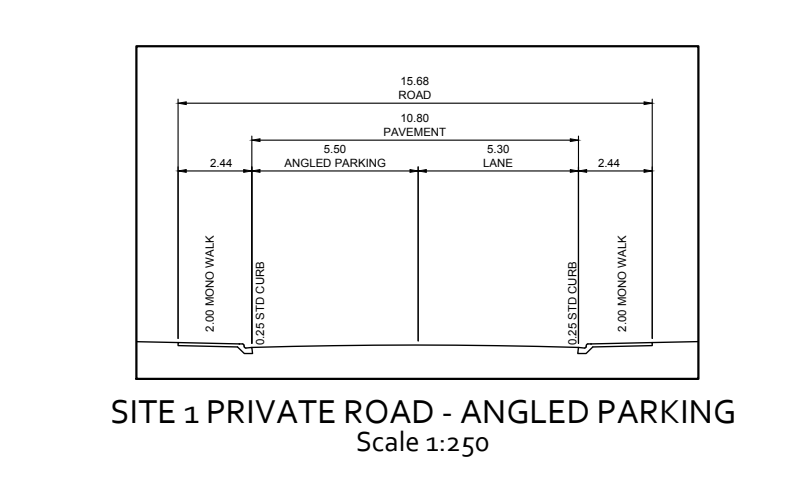 15.68
ROAD
10.80
PAVEMENT
5.50
ANGLED PARKING
5.30
LANE
2.44
2.44
2.00 MONO WALK
0.25 STD CURB
0.25 STD CURB
2.00 MONO WALK
SITE 1 PRIVATE ROAD - ANGLED PARKING
Scale 1:250